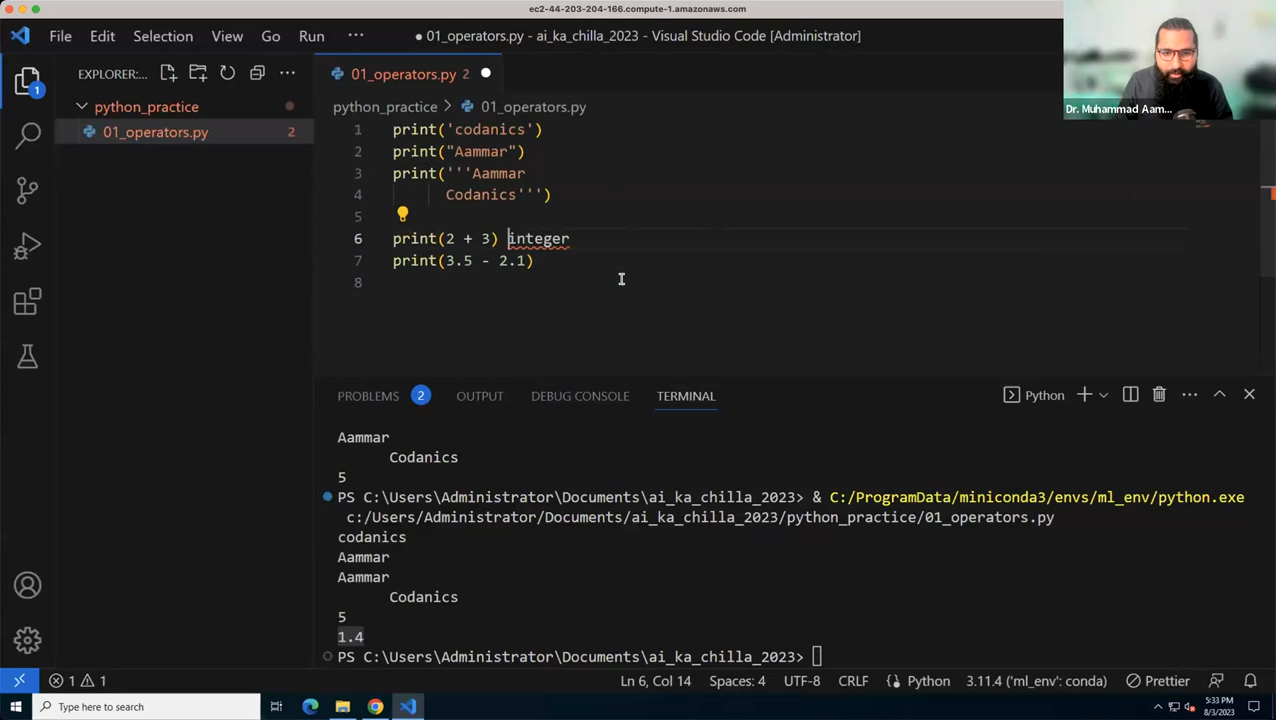 ec2-44-203-204-166.compute-1.amazonaws.com
File Edit Selection View Go Run ··· ● 01_operators.py - ai_ka_chilla_2023 - Visual Studio Code [Administrator]
Dr. Muhammad Aam...
EXPLORER:... ···
01_operators.py 2 ●
1
python_practice
01_operators.py 2
python_practice > 01_operators.py
1 print('codanics')
2 print("Aammar")
3 print('''Aammar
4 Codanics''')
5
6 print(2 + 3) integer
7 print(3.5 - 2.1)
8
PROBLEMS 2 OUTPUT DEBUG CONSOLE TERMINAL Python
Aammar
Codanics
5
PS C:\Users\Administrator\Documents\ai_ka_chilla_2023> & C:/ProgramData/miniconda3/envs/ml_env/python.exe
c:/Users/Administrator/Documents/ai_ka_chilla_2023/python_practice/01_operators.py
codanics
Aammar
Aammar
Codanics
5
1.4
PS C:\Users\Administrator\Documents\ai_ka_chilla_2023>
1 1 Ln 6, Col 14 Spaces: 4 UTF-8 CRLF Python 3.11.4 ('ml_env': conda) Prettier
Type here to search
5:33 PM
8/3/2023